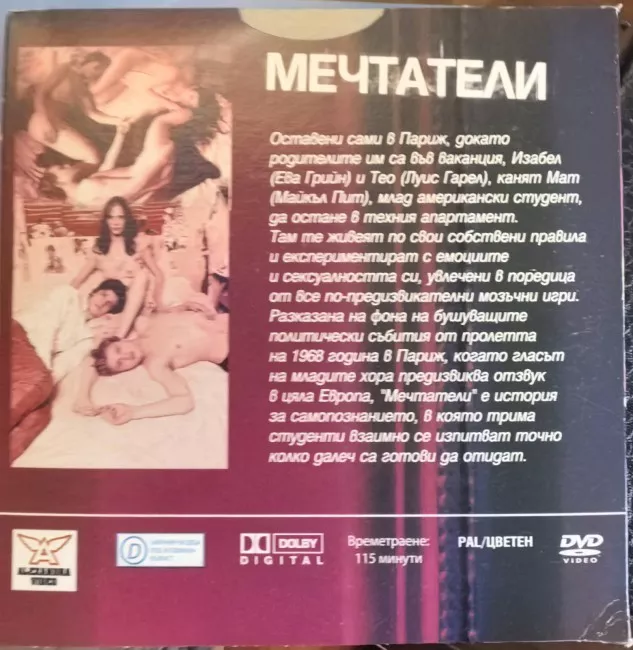 МЕЧТАТЕЛИ
Оставени сами в Париж, докато
родителите им са във ваканция, Изабел
(Ева Грийн) и Тео (Луис Гарел), канят Мат
(Майкъл Пит), млад американски студент,
да остане в техния апартамент.
Там те живеят по свои собствени правила
и експериментират с емоциите
и сексуалността си, увлечени в поредица
от все по-предизвикателни мозъчни игри.
Разказана на фона на бушуващите
политически събития от пролетта
на 1968 година в Париж, когато гласът
на младите хора предизвиква отзвук
в цяла Европа, "Мечтатели" е история
за самопознанието, в която трима
студенти взаимно се изпитват точно
колко далеч са готови да отидат.
A
VIDEO
D
DOLBY
DIGITAL
Времетраене:
115 минути
PAL/ЦВЕТЕН
DVD
VIDEO